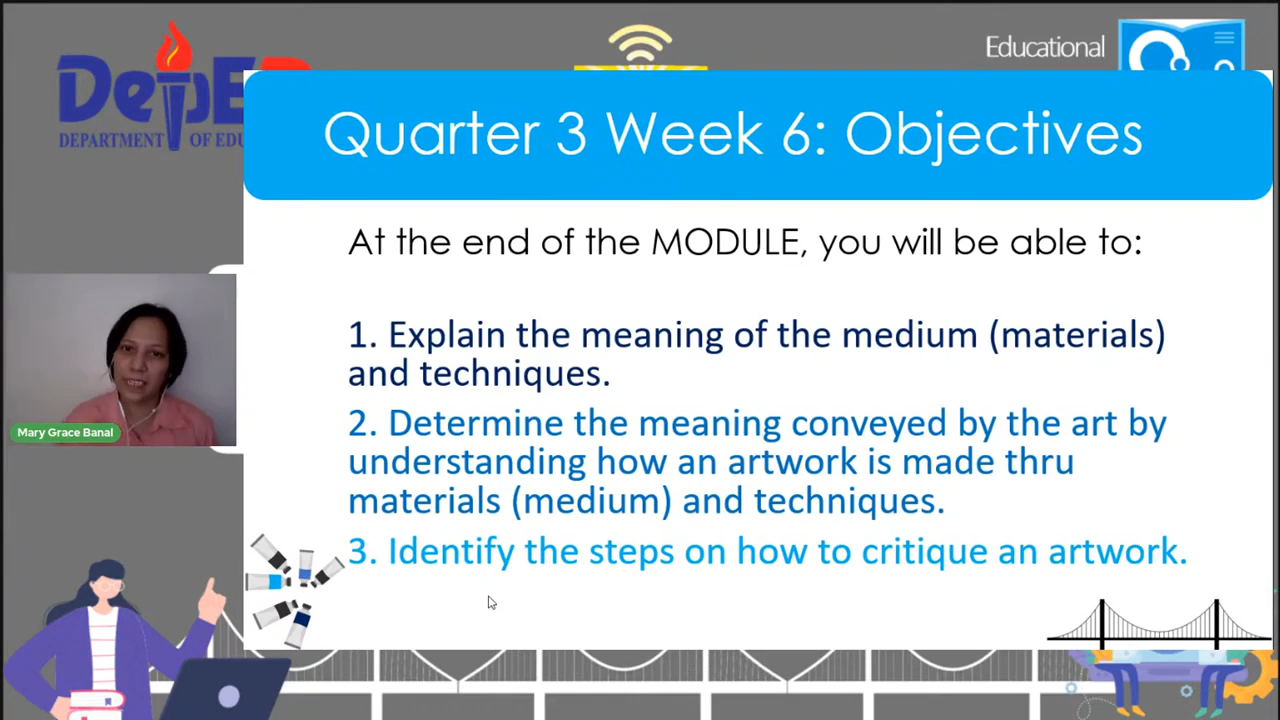 DepED
DEPARTMENT OF EDU
Educational
Quarter 3 Week 6: Objectives
At the end of the MODULE, you will be able to:
1. Explain the meaning of the medium (materials)
and techniques.
2. Determine the meaning conveyed by the art by
understanding how an artwork is made thru
materials (medium) and techniques.
3. Identify the steps on how to critique an artwork.
Mary Grace Banal